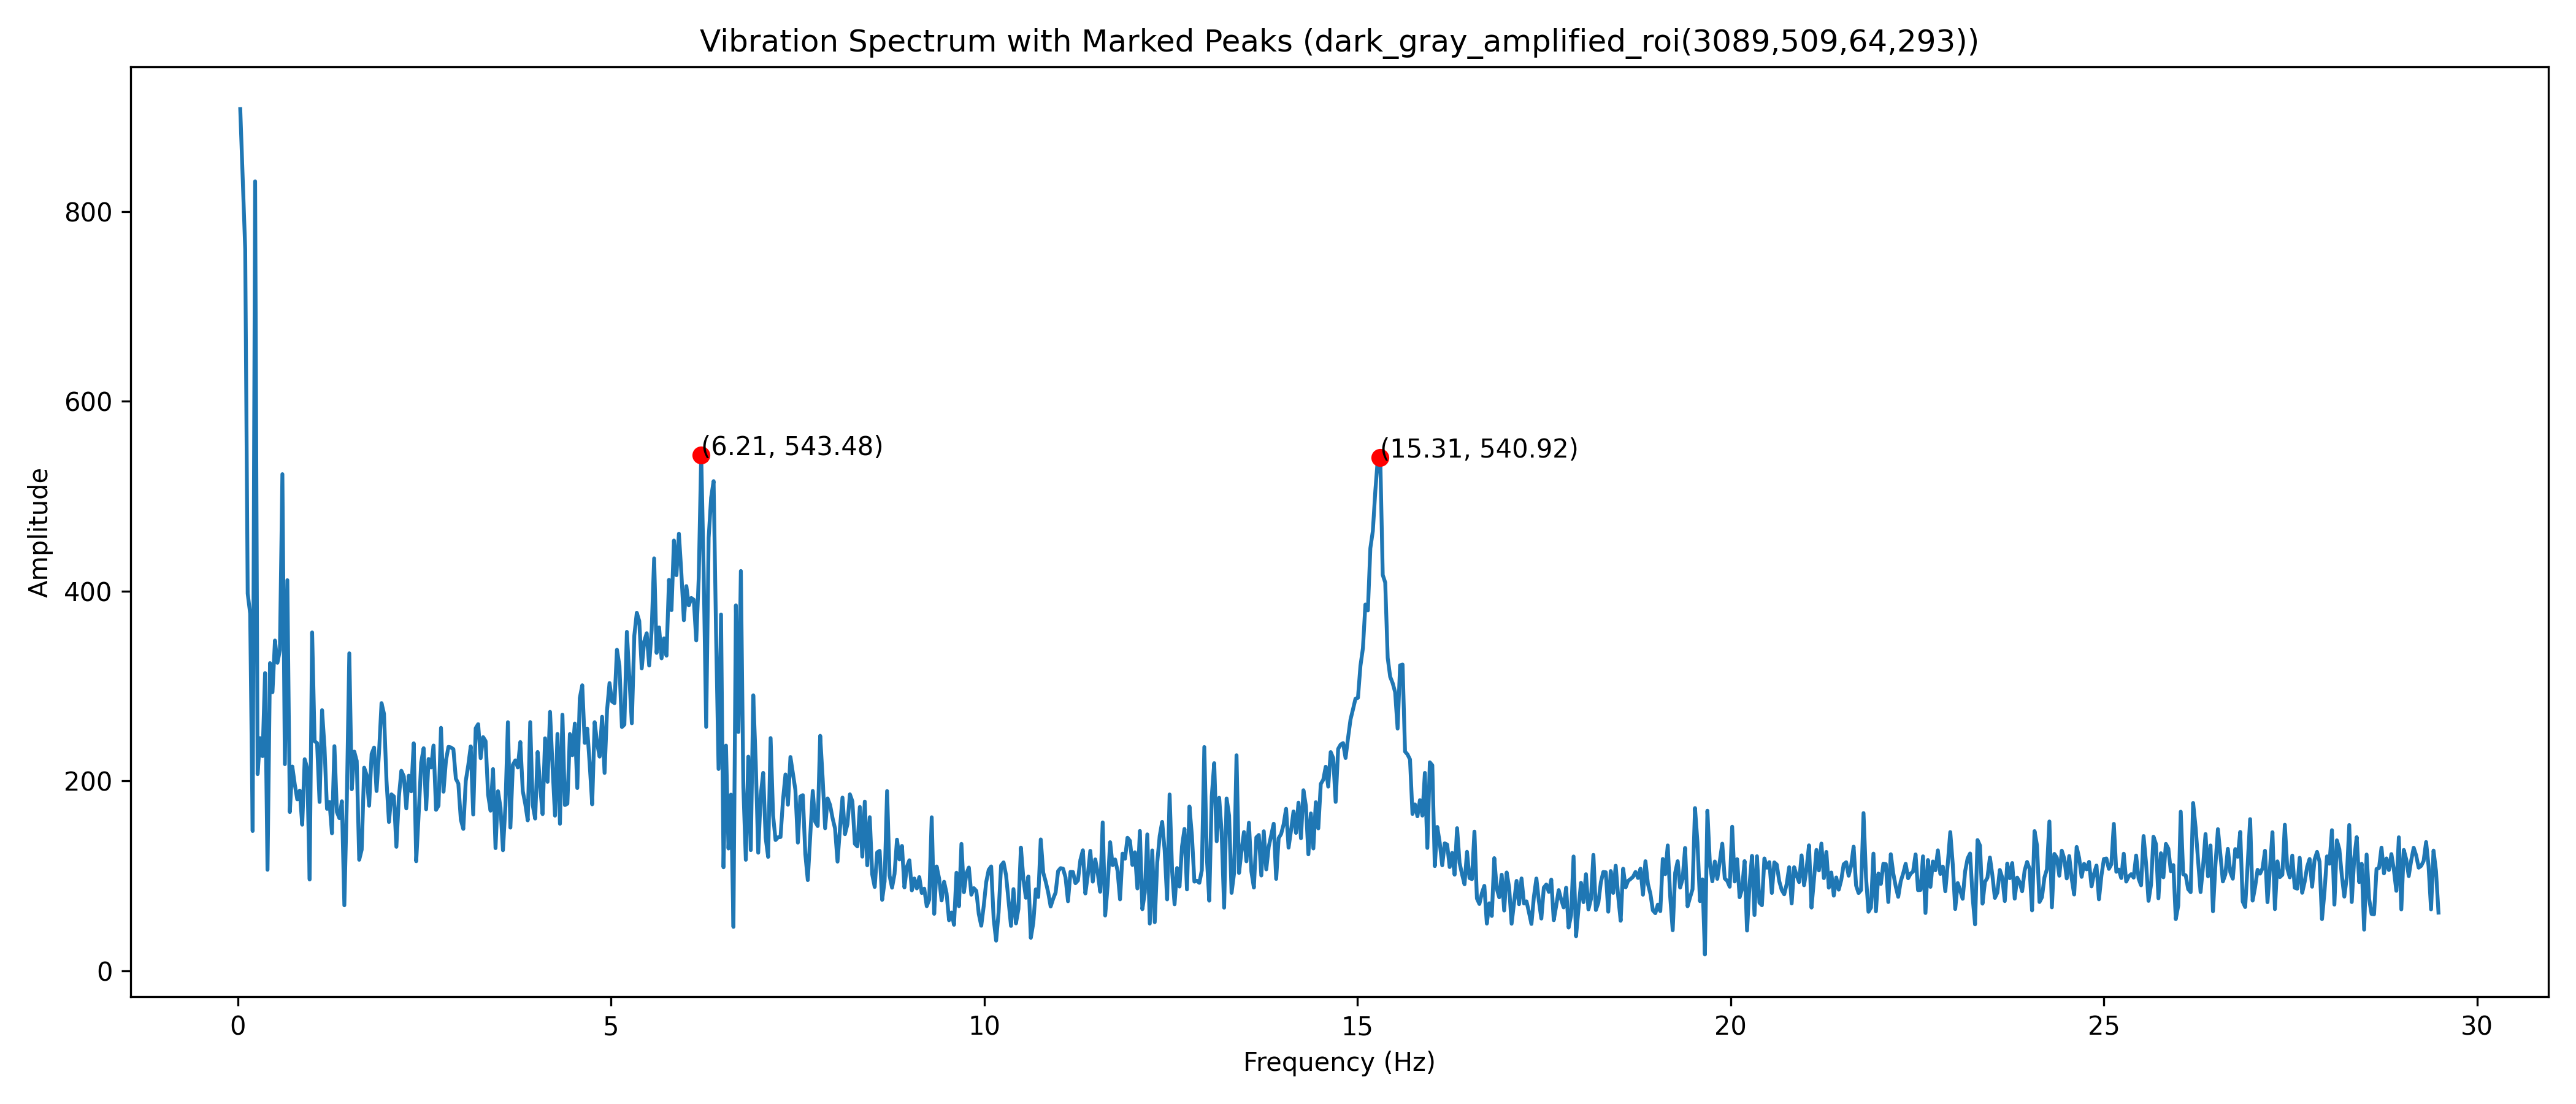 Vibration Spectrum with Marked Peaks (dark_gray_amplified_roi(3089,509,64,293))
800
600
400
200
0
Amplitude
(6.21, 543.48)
(15.31, 540.92)
0 5 10 15 20 25 30
Frequency (Hz)